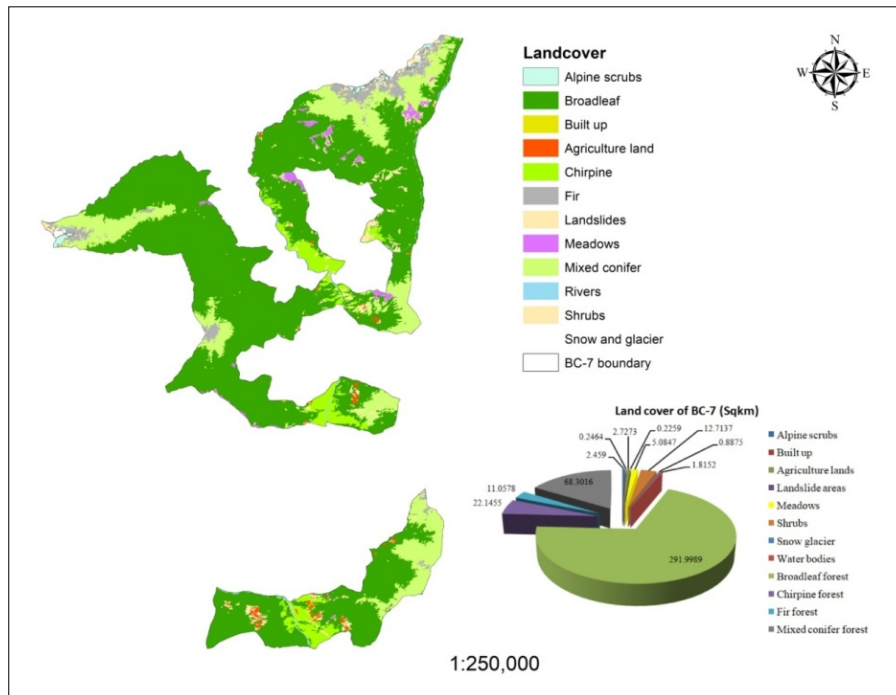 N
W E
S
Landcover
Alpine scrubs
Broadleaf
Built up
Agriculture land
Chirpine
Fir
Landslides
Meadows
Mixed conifer
Rivers
Shrubs
Snow and glacier
BC-7 boundary
Land cover of BC-7 (Sqkm)
2.7273 0.2259 12.7137
0.2464 5.0847 0.8875
2.459 1.8152
68.3016
11.0578
22.1455
291.9989
Alpine scrubs
Built up
Agriculture lands
Landslide areas
Meadows
Shrubs
Snow glacier
Water bodies
Broadleaf forest
Chirpine forest
Fir forest
Mixed conifer forest
1:250,000